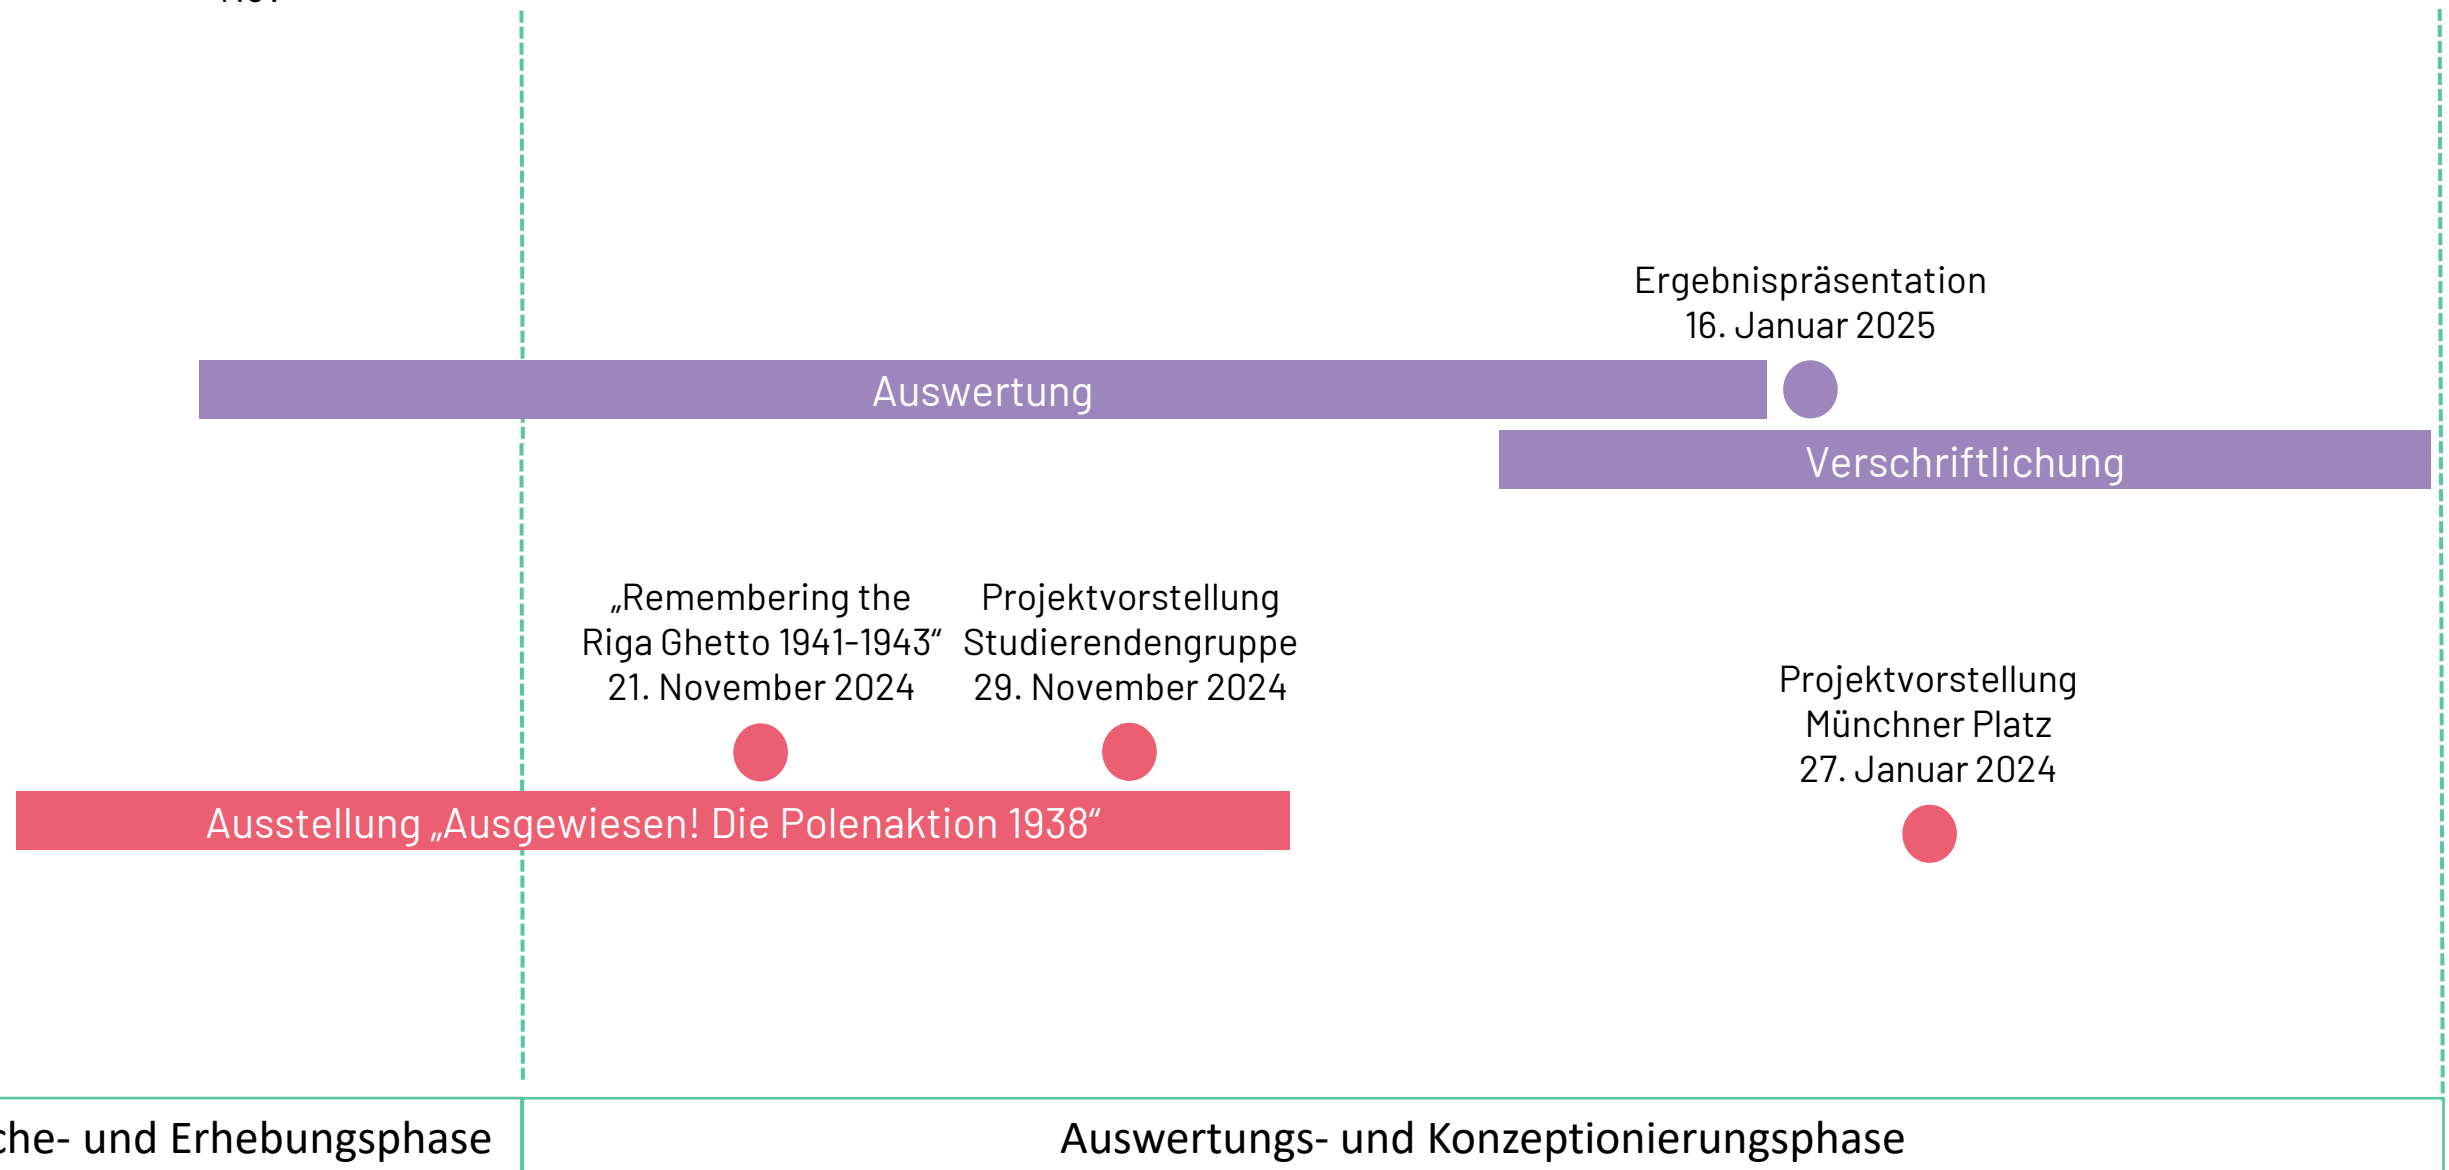 Ergebnispräsentation
16. Januar 2025
Auswertung
Verschriftlichung
„Remembering the
Riga Ghetto 1941-1943“
21. November 2024
Projektvorstellung
Studierendengruppe
29. November 2024
Projektvorstellung
Münchner Platz
27. Januar 2024
Ausstellung „Ausgewiesen! Die Polenaktion 1938“
che- und Erhebungsphase
Auswertungs- und Konzeptionierungsphase